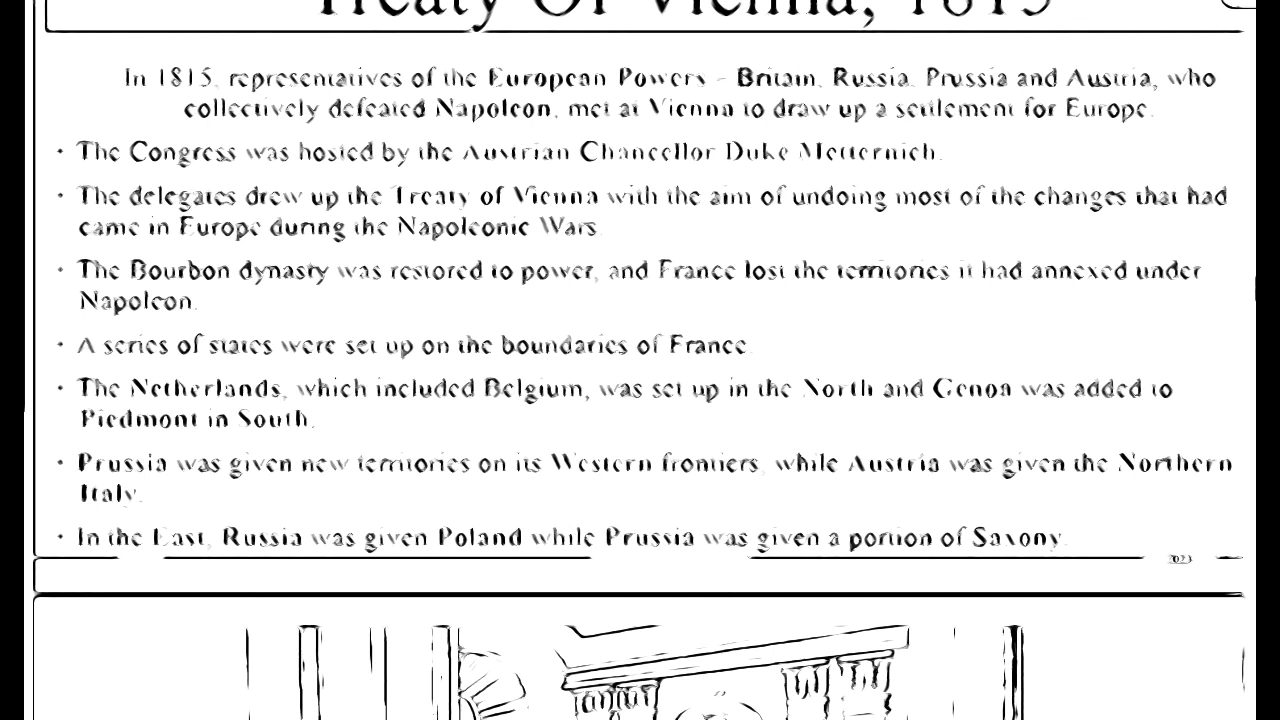 Treaty Of Vienna, 1815
In 1815, representatives of the European Powers - Britain, Russia, Prussia and Austria, who
collectively defeated Napoleon, met at Vienna to draw up a settlement for Europe.
• The Congress was hosted by the Austrian Chancellor Duke Metternich.
• The delegates drew up the Treaty of Vienna with the aim of undoing most of the changes that had
came in Europe during the Napoleonic Wars.
• The Bourbon dynasty was restored to power, and France lost the territories it had annexed under
Napoleon.
• A series of states were set up on the boundaries of France.
• The Netherlands, which included Belgium, was set up in the North and Genoa was added to
Piedmont in South.
• Prussia was given new territories on its Western frontiers, while Austria was given the Northern
Italy.
• In the East, Russia was given Poland while Prussia was given a portion of Saxony.